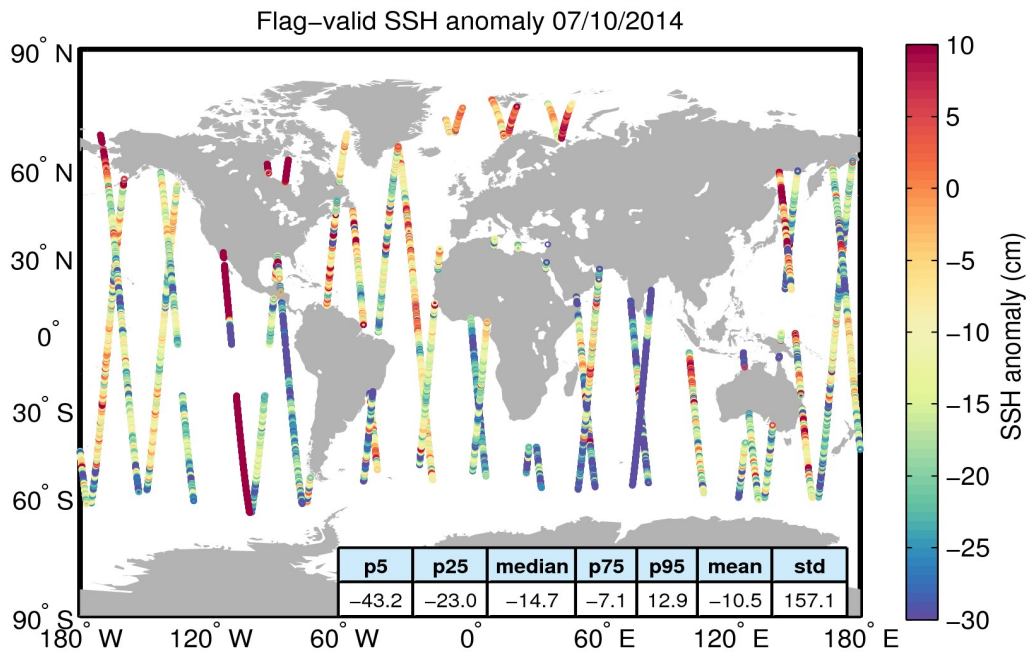 Flag−valid SSH anomaly 07/10/2014
90° N
60° N
30° N
0°
30° S
60° S
90° S
180° W
120° W
60° W
0°
60° E
120° E
180° E
p5 p25 median p75 p95 mean std
−43.2 −23.0 −14.7 −7.1 12.9 −10.5 157.1
10
5
0
−5
−10
−15
−20
−25
−30
SSH anomaly (cm)